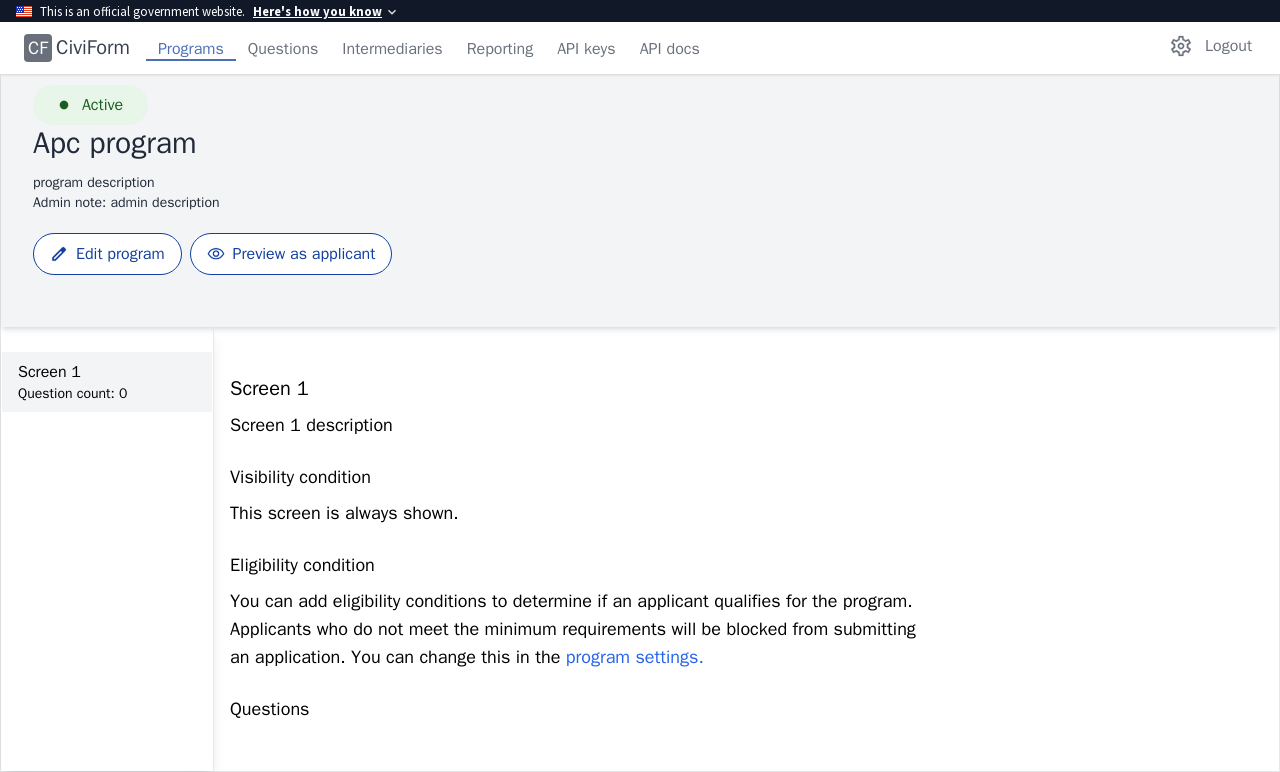 This is an official government website. Here's how you know
CF CiviForm Programs Questions Intermediaries Reporting API keys API docs Logout
Active
Apc program
program description
Admin note: admin description
Edit program Preview as applicant
Screen 1
Question count: 0
Screen 1
Screen 1 description
Visibility condition
This screen is always shown.
Eligibility condition
You can add eligibility conditions to determine if an applicant qualifies for the program.
Applicants who do not meet the minimum requirements will be blocked from submitting
an application. You can change this in the program settings.
Questions